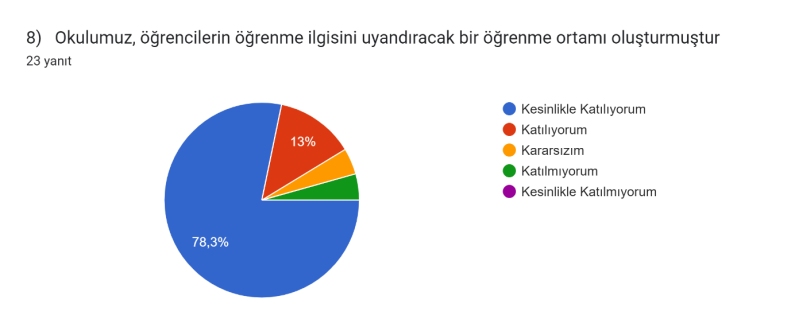 8) Okulumuz, öğrencilerin öğrenme ilgisini uyandıracak bir öğrenme ortamı oluşturmuştur
23 yanıt
Kesinlikle Katılıyorum
Katılıyorum
Kararsızım
Katılmıyorum
Kesinlikle Katılmıyorum
13%
78,3%